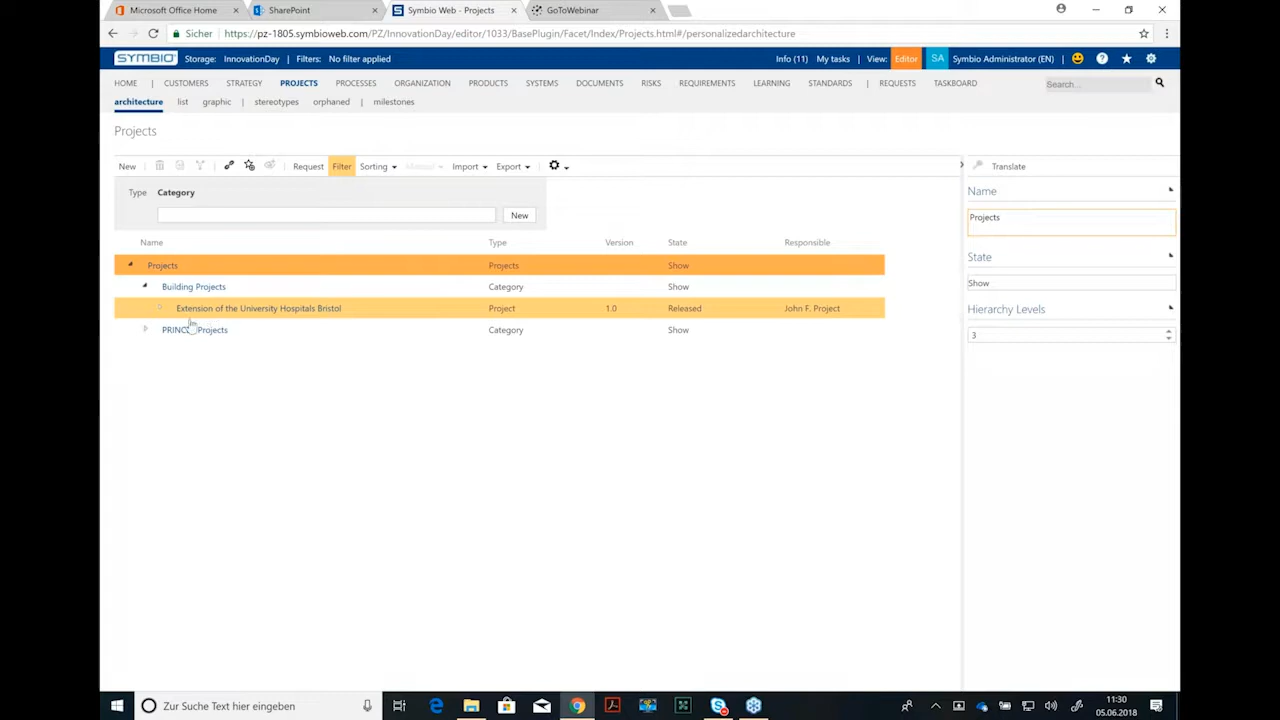 Microsoft Office Home
SharePoint
Symbio Web - Projects
GoToWebinar
Sicher
https://pz-1805.symbioweb.com/PZ/InnovationDay/editor/1033/BasePlugin/Facet/Index/Projects.html#/personalizedarchitecture
SYMBIO Storage: InnovationDay | Filters: No filter applied
Info (11) My tasks View: Editor SA Symbio Administrator (EN)
HOME | CUSTOMERS STRATEGY PROJECTS PROCESSES ORGANIZATION PRODUCTS SYSTEMS DOCUMENTS RISKS REQUIREMENTS LEARNING STANDARDS | REQUESTS TASKBOARD
Search...
architecture list graphic | stereotypes orphaned | milestones
Projects
New Request Filter Sorting Manual Import Export
Translate
Type Category
Name
New
Projects
Name Type Version State Responsible
State
Projects Projects Show
Show
Building Projects Category Show
Extension of the University Hospitals Bristol Project 1.0 Released John F. Project
Hierarchy Levels
Projects Category Show
3
Zur Suche Text hier eingeben
11:30
05.06.2018